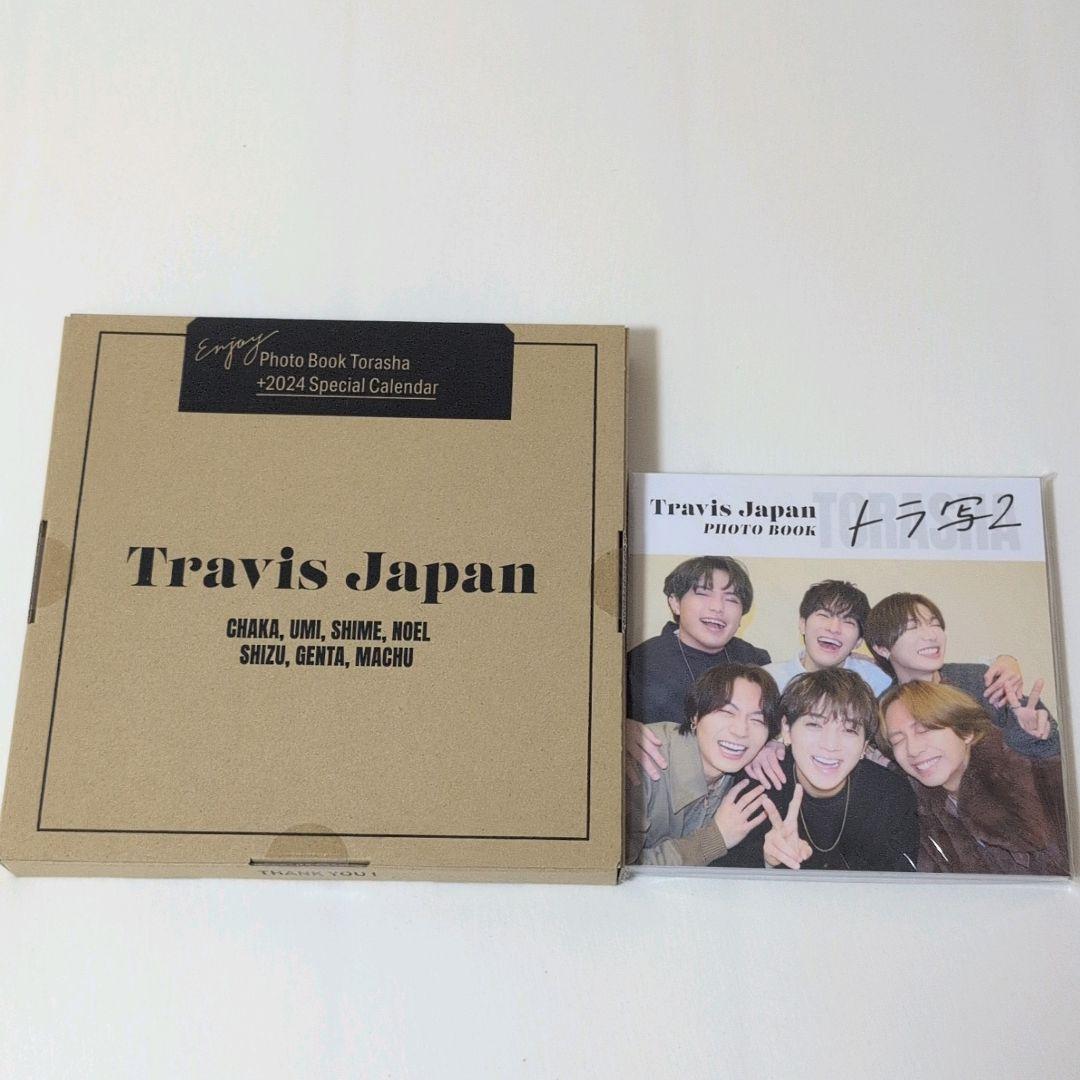 Enjoy
Photo Book Torasha
+2024 Special Calendar
Travis Japan
CHAKA, UMI, SHIME, NOEL
SHIZU, GENTA, MACHU
THANK YOU !
Travis Japan
PHOTO BOOK
TORASHA
トラ写2